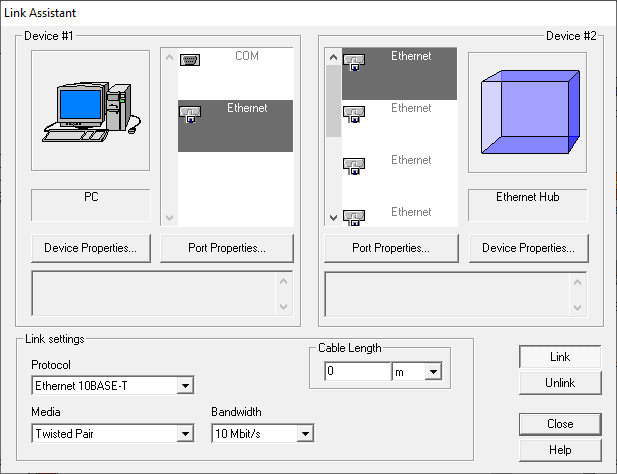 Link Assistant
Device #1
COM
Ethernet
PC
Device Properties...
Port Properties...
Device #2
Ethernet
Ethernet
Ethernet
Ethernet
Ethernet Hub
Port Properties...
Device Properties...
Link settings
Protocol
Ethernet 10BASE-T
Cable Length
0
m
Media
Twisted Pair
Bandwidth
10 Mbit/s
Link
Unlink
Close
Help